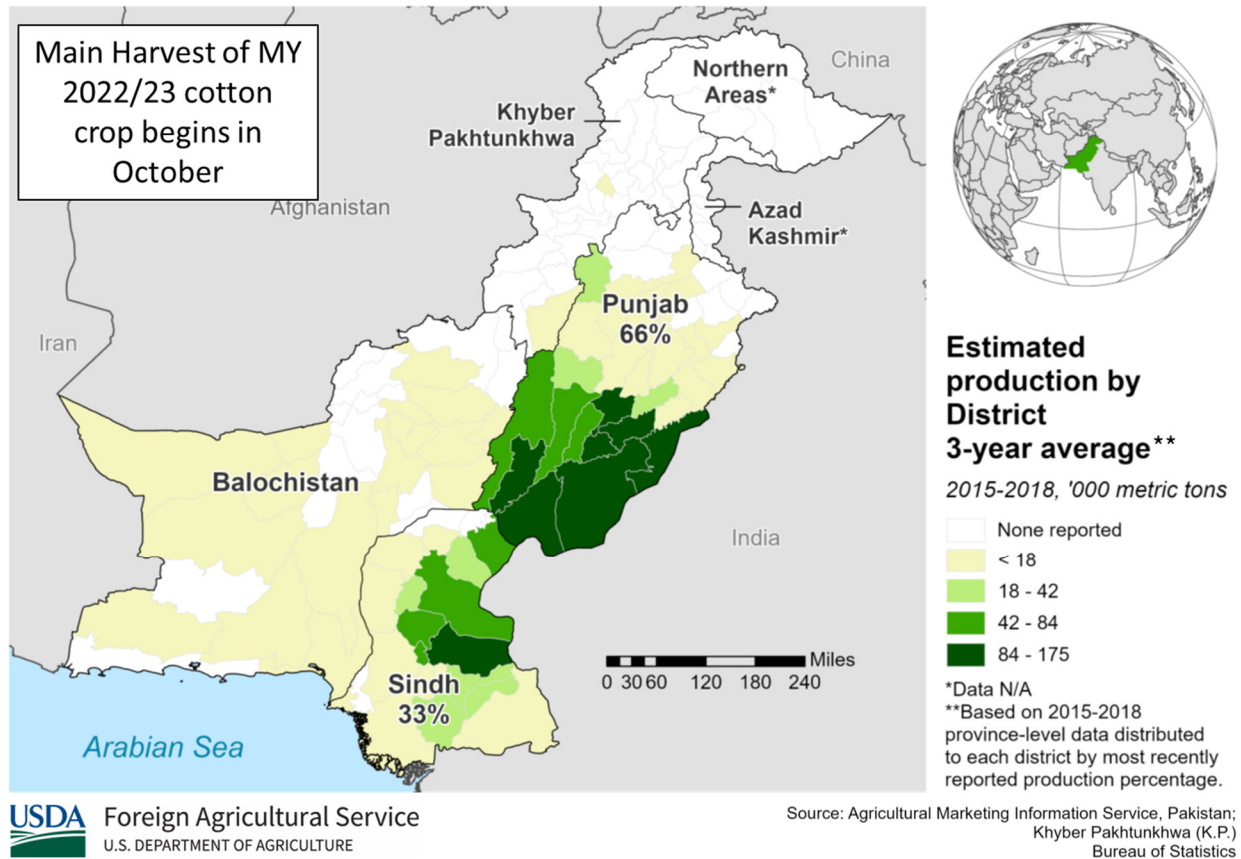 Main Harvest of MY
2022/23 cotton
crop begins in
October
Northern
Areas*
China
Khyber
Pakhtunkhwa
Afghanistan
Azad
Kashmir*
Punjab
66%
Iran
Balochistan
India
Sindh
33%
Arabian Sea
Miles
0 30 60 120 180 240
Estimated
production by
District
3-year average**
2015-2018, '000 metric tons
None reported
< 18
18 - 42
42 - 84
84 - 175
*Data N/A
**Based on 2015-2018
province-level data distributed
to each district by most recently
reported production percentage.
USDA
Foreign Agricultural Service
U.S. DEPARTMENT OF AGRICULTURE
Source: Agricultural Marketing Information Service, Pakistan;
Khyber Pakhtunkhwa (K.P.)
Bureau of Statistics